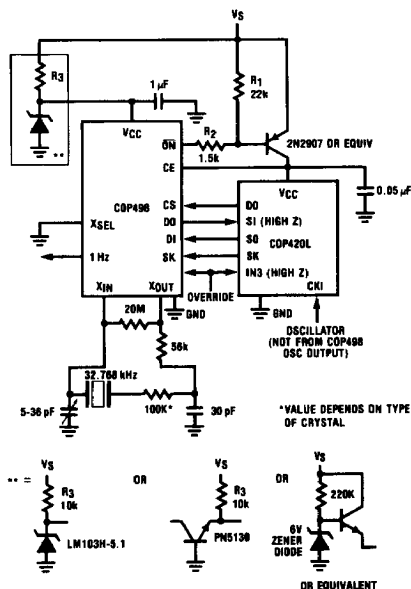 VS
R3
R1
22k
1 µF
VCC
ON
R2
1.5k
2N2907 OR EQUIV
**
CE
VCC
0.05 µF
COP498
CS
DO
DO
SI (HIGH Z)
COP420L
XSEL
DI
SO
SK
SK
1 Hz
IN3 (HIGH Z)
XIN
XOUT
OVERRIDE
CKI
GND
GND
20M
OSCILLATOR
(NOT FROM COP498
OSC OUTPUT)
56k
32.768 kHz
5-36 pF
100K*
30 pF
*VALUE DEPENDS ON TYPE
OF CRYSTAL
** =
VS
R3
10k
LM103H-5.1
OR
VS
R3
10k
PN5130
OR
VS
220K
6V
ZENER
DIODE
OR EQUIVALENT